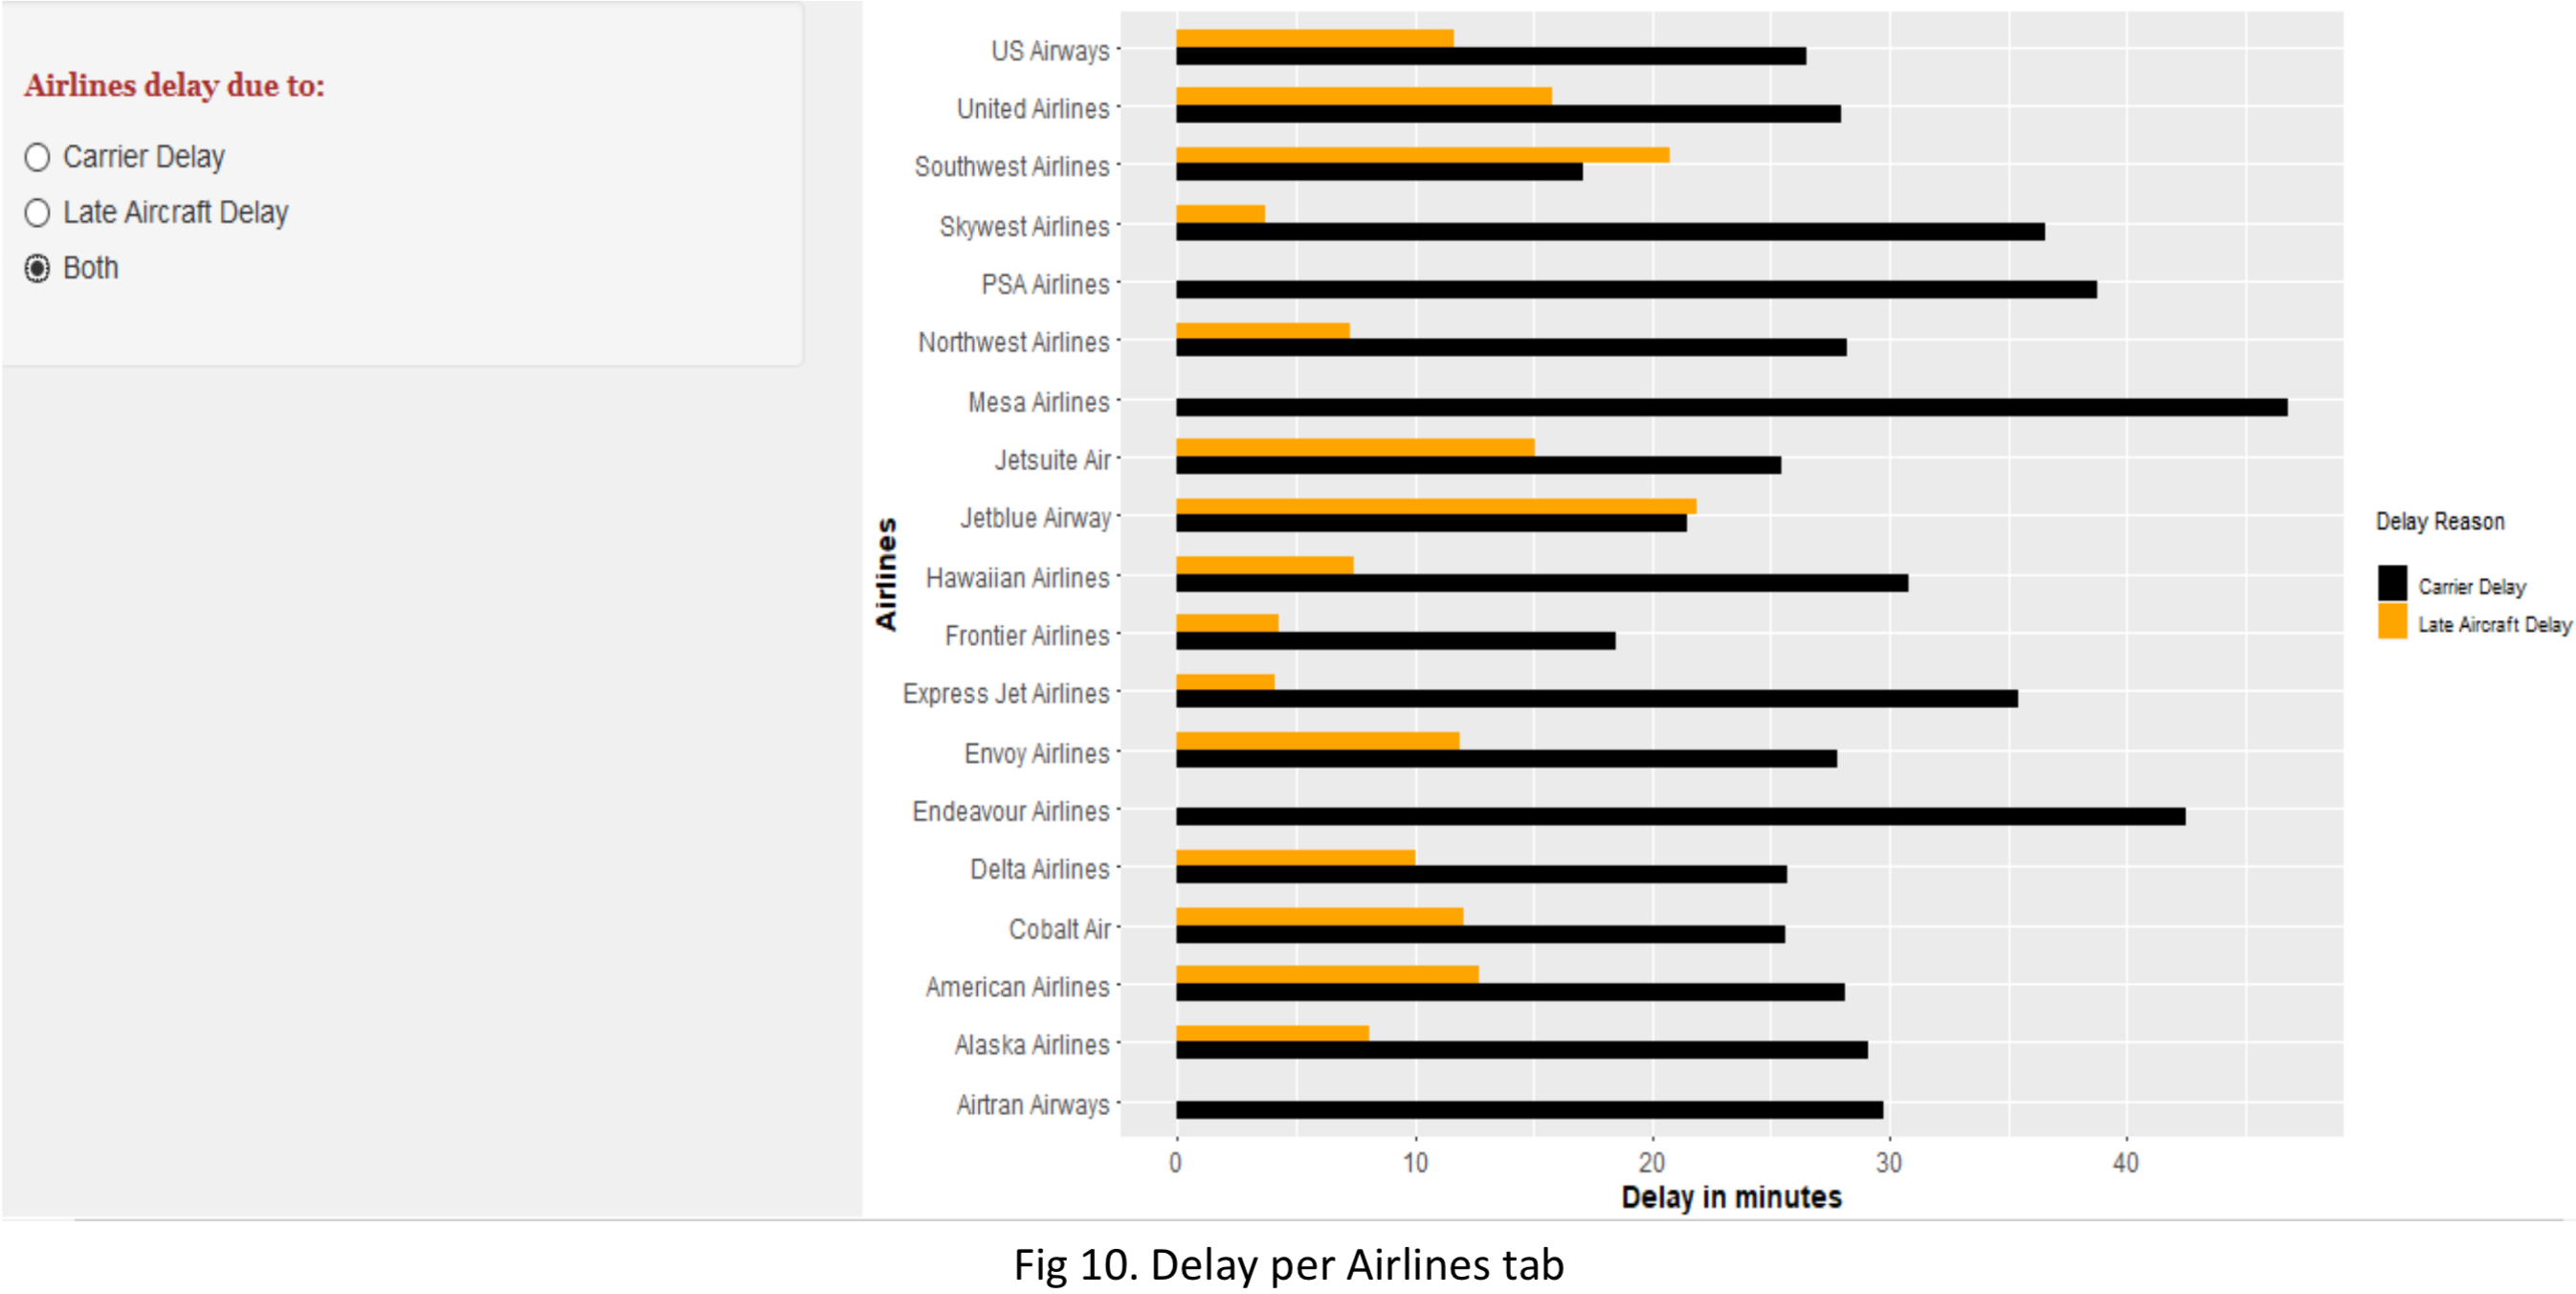 Airlines delay due to:
Carrier Delay
Late Aircraft Delay
Both
Airlines
US Airways
United Airlines
Southwest Airlines
Skywest Airlines
PSA Airlines
Northwest Airlines
Mesa Airlines
Jetsuite Air
Jetblue Airway
Hawaiian Airlines
Frontier Airlines
Express Jet Airlines
Envoy Airlines
Endeavour Airlines
Delta Airlines
Cobalt Air
American Airlines
Alaska Airlines
Airtran Airways
0 10 20 30 40
Delay in minutes
Delay Reason
Carrier Delay
Late Aircraft Delay
Fig 10. Delay per Airlines tab